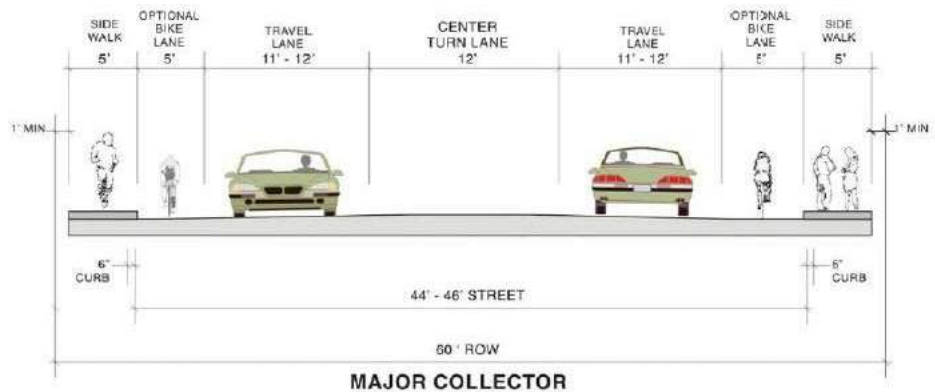 SIDE WALK 5'
OPTIONAL BIKE LANE 5'
TRAVEL LANE 11' - 12'
CENTER TURN LANE 12'
TRAVEL LANE 11' - 12'
OPTIONAL BIKE LANE 5'
SIDE WALK 5'
1' MIN
1' MIN
6" CURB
6" CURB
44' - 46' STREET
60' ROW
MAJOR COLLECTOR